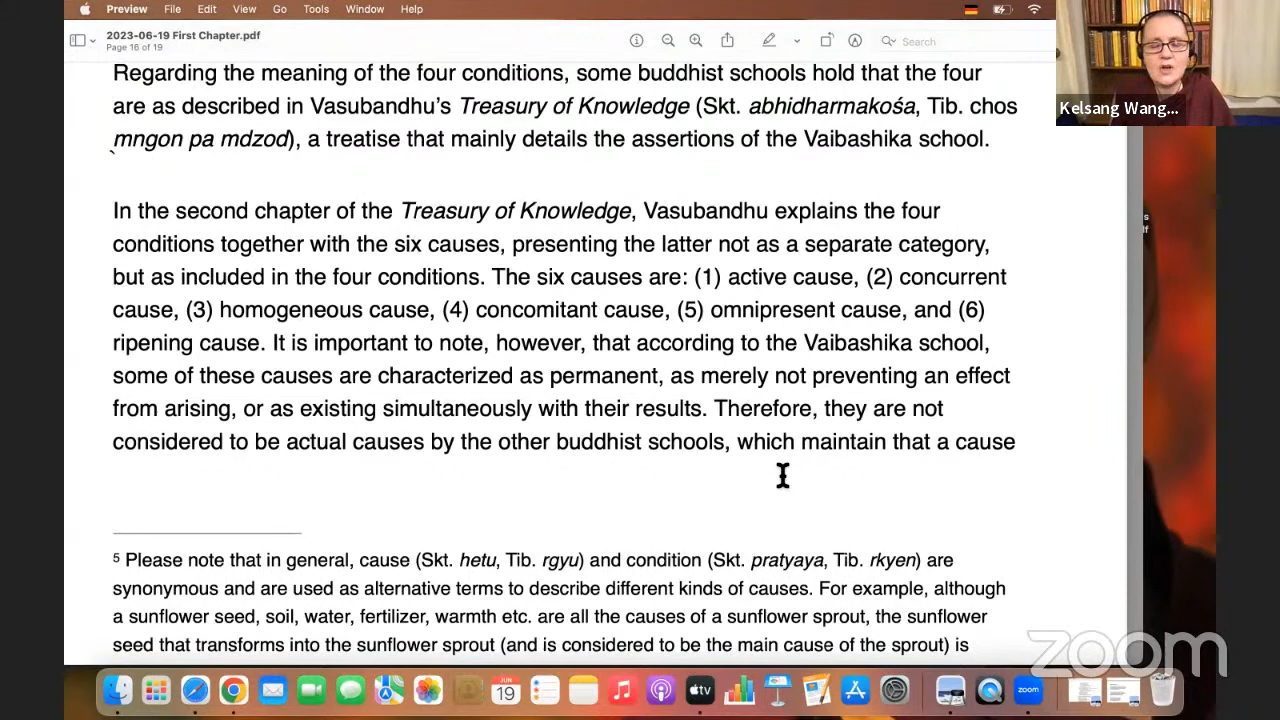 Preview File Edit View Go Tools Window Help
2023-06-19 First Chapter.pdf
Page 16 of 19
Search
Kelsang Wang...
Regarding the meaning of the four conditions, some buddhist schools hold that the four
are as described in Vasubandhu's Treasury of Knowledge (Skt. abhidharmakośa, Tib. chos
mngon pa mdzod), a treatise that mainly details the assertions of the Vaibashika school.
In the second chapter of the Treasury of Knowledge, Vasubandhu explains the four
conditions together with the six causes, presenting the latter not as a separate category,
but as included in the four conditions. The six causes are: (1) active cause, (2) concurrent
cause, (3) homogeneous cause, (4) concomitant cause, (5) omnipresent cause, and (6)
ripening cause. It is important to note, however, that according to the Vaibashika school,
some of these causes are characterized as permanent, as merely not preventing an effect
from arising, or as existing simultaneously with their results. Therefore, they are not
considered to be actual causes by the other buddhist schools, which maintain that a cause
5 Please note that in general, cause (Skt. hetu, Tib. rgyu) and condition (Skt. pratyaya, Tib. rkyen) are
synonymous and are used as alternative terms to describe different kinds of causes. For example, although
a sunflower seed, soil, water, fertilizer, warmth etc. are all the causes of a sunflower sprout, the sunflower
seed that transforms into the sunflower sprout (and is considered to be the main cause of the sprout) is
zoom
JUN
19
tv
zoom